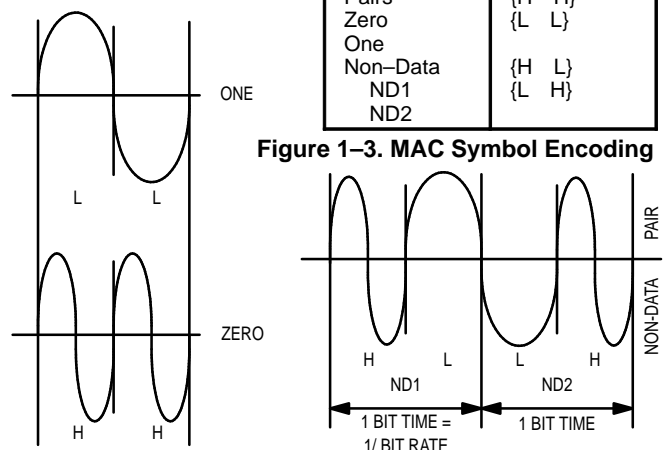 Pairs {H H}
Zero {L L}
One
Non–Data {H L}
ND1 {L H}
ND2
Figure 1–3. MAC Symbol Encoding
ONE
L L
ZERO
H H
PAIR
NON-DATA
H L L H
ND1 ND2
1 BIT TIME = 1 BIT TIME
1/ BIT RATE